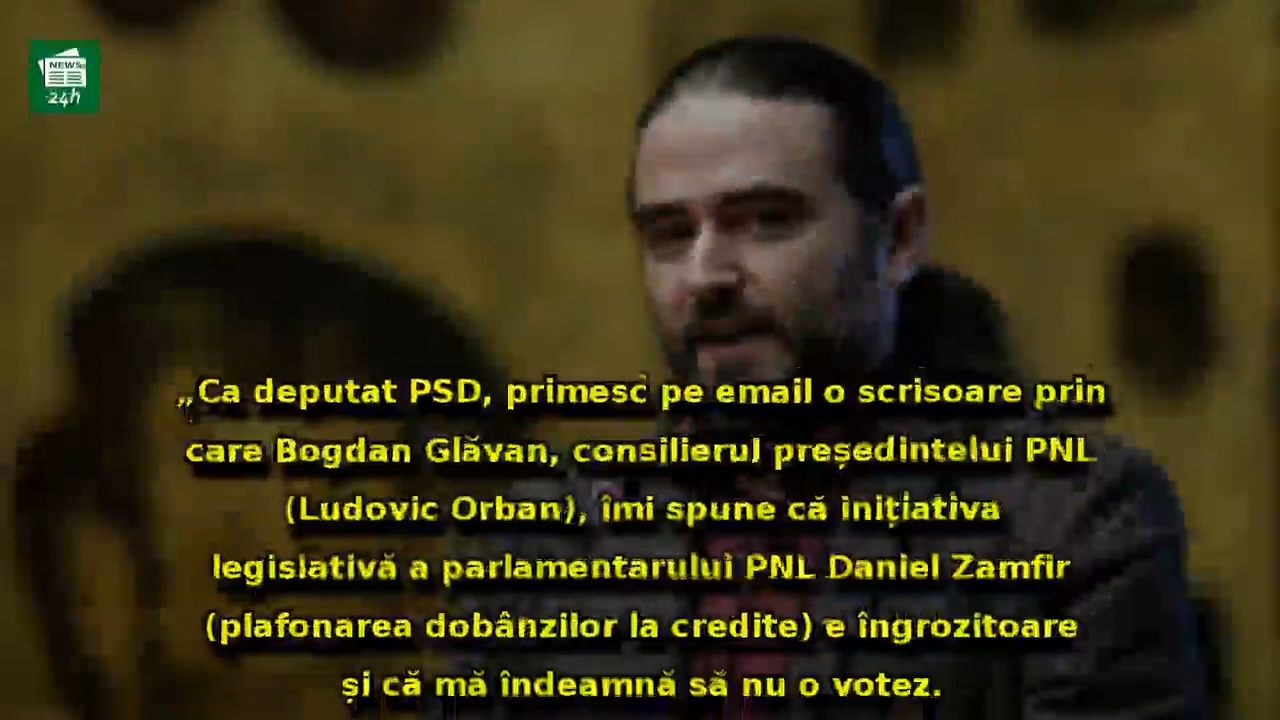 NEWS
24h
„Ca deputat PSD, primesc pe email o scrisoare prin
care Bogdan Glăvan, consilierul președintelui PNL
(Ludovic Orban), îmi spune că inițiativa
legislativă a parlamentarului PNL Daniel Zamfir
(plafonarea dobânzilor la credite) e îngrozitoare
și că mă îndeamnă să nu o votez.